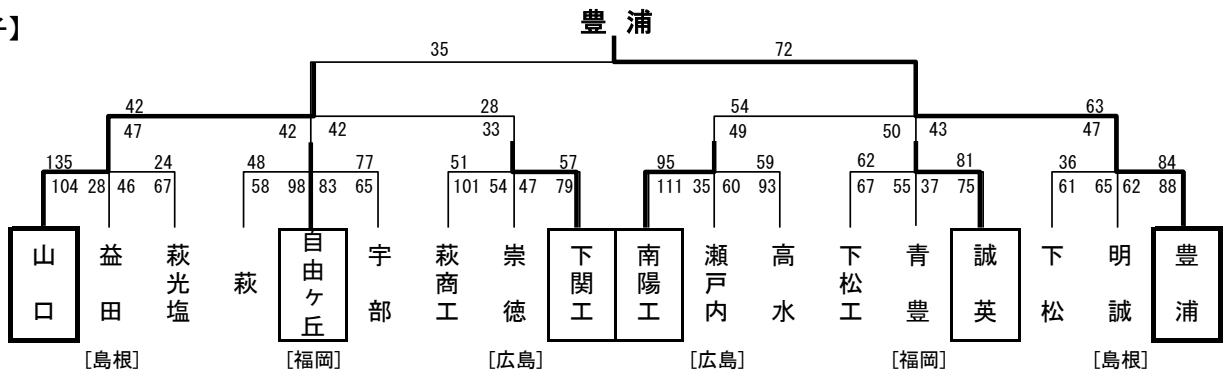 子】
豊浦
35 72
42 28 54 63
47 42 42 33 49 50 43 47
135 24 48 77 51 57 95 59 62 81 36 84
104 28 46 67 58 98 83 65 101 54 47 79 111 35 60 93 67 55 37 75 61 65 62 88
山口 益田 萩光塩 萩 自由ヶ丘 宇部 萩商工 崇徳 下関工 南陽工 瀬戸内 高水 下松工 青豊 誠英 下松 明誠 豊浦
[島根] [福岡] [広島] [広島] [福岡] [島根]